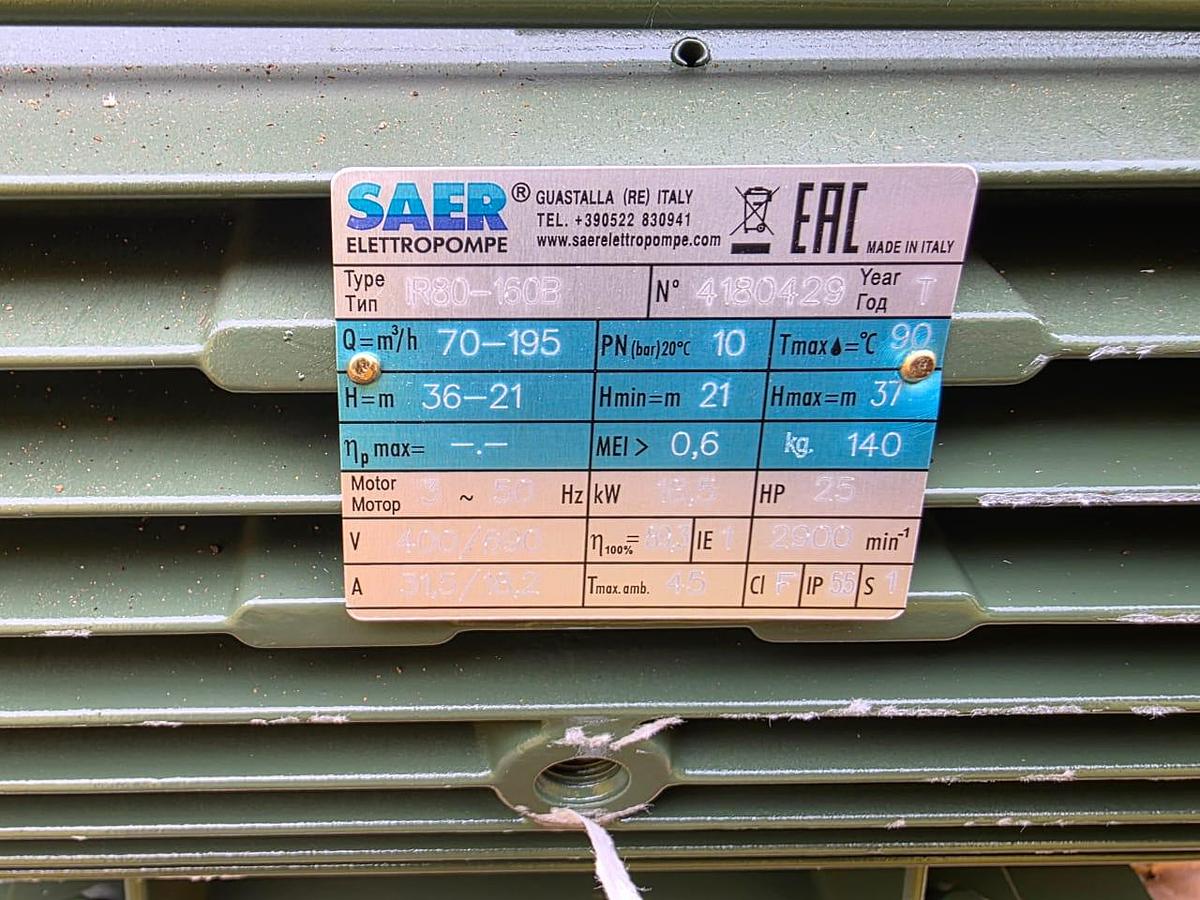 SAER® GUASTALLA (RE) ITALY
TEL. +390522 830941
ELETTROPOMPE www.saerelettropompe.com EAC MADE IN ITALY
Type Тип IR80-160B N° 4180429 Year Год T
Q=m³/h 70-195 PN (bar) 20°C 10 Tmax=°C 90
H=m 36-21 Hmin=m 21 Hmax=m 37
ηp max= -.- MEI > 0,6 kg. 140
Motor Мотор 3 ~ 50 Hz kW 18,5 HP 25
V 400/690 η100%= 89,3 IE 1 2900 min⁻¹
A 31,5/18,2 Tmax.amb. 45 Cl F IP 55 S 1